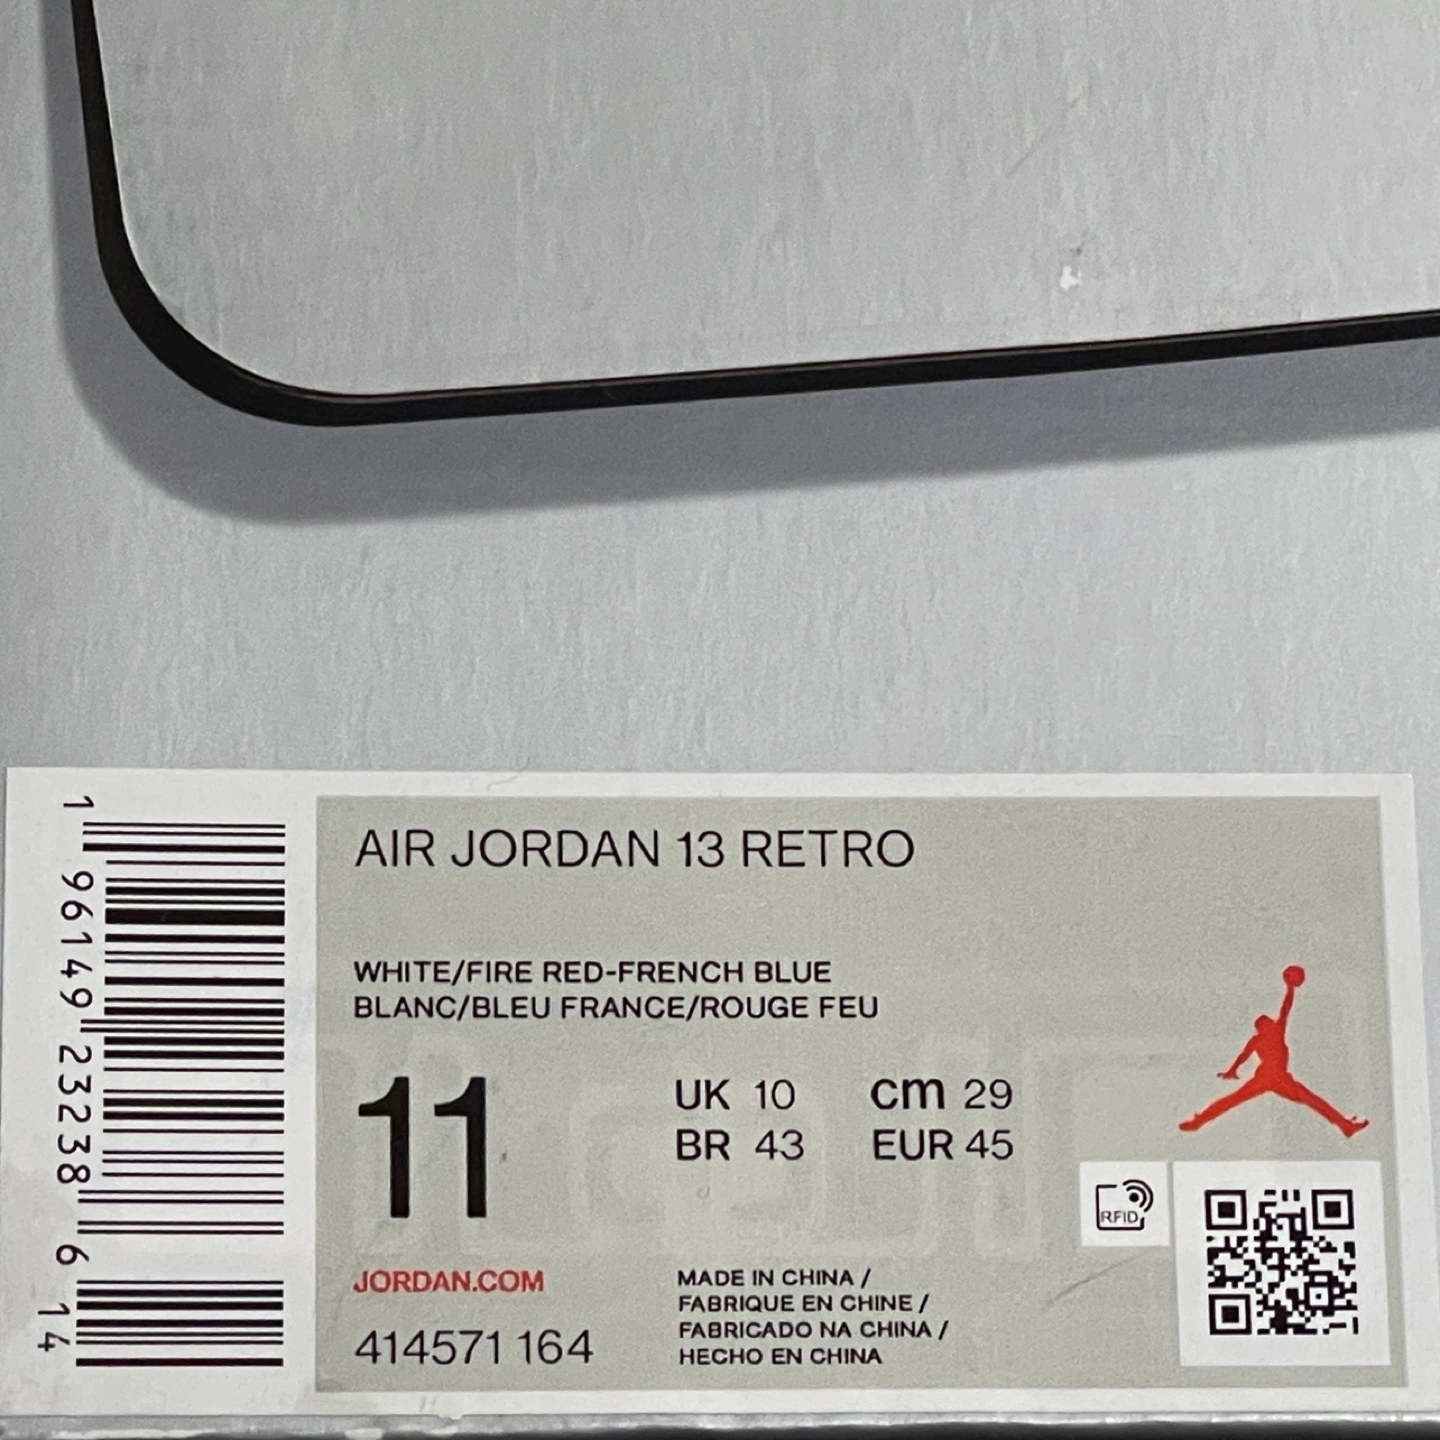 1 96149 23238 6 14
AIR JORDAN 13 RETRO
WHITE/FIRE RED-FRENCH BLUE
BLANC/BLEU FRANCE/ROUGE FEU
11
UK 10 cm 29
BR 43 EUR 45
RFID
JORDAN.COM
414571 164
MADE IN CHINA /
FABRIQUE EN CHINE /
FABRICADO NA CHINA /
HECHO EN CHINA